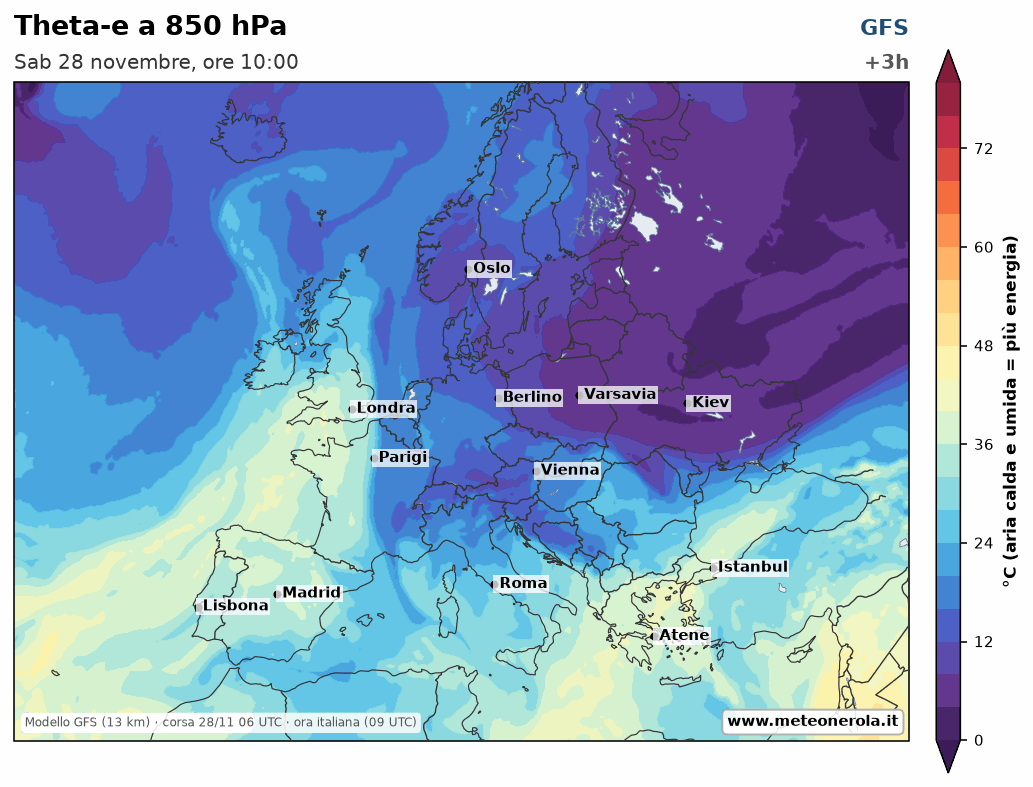 Theta-e a 850 hPa
GFS
Sab 28 novembre, ore 10:00
+3h
72
60
48
36
24
12
0
°C (aria calda e umida = più energia)
Oslo
Berlino
Varsavia
Kiev
Londra
Parigi
Vienna
Istanbul
Roma
Madrid
Lisbona
Atene
Modello GFS (13 km) · corsa 28/11 06 UTC · ora italiana (09 UTC)
www.meteonerola.it